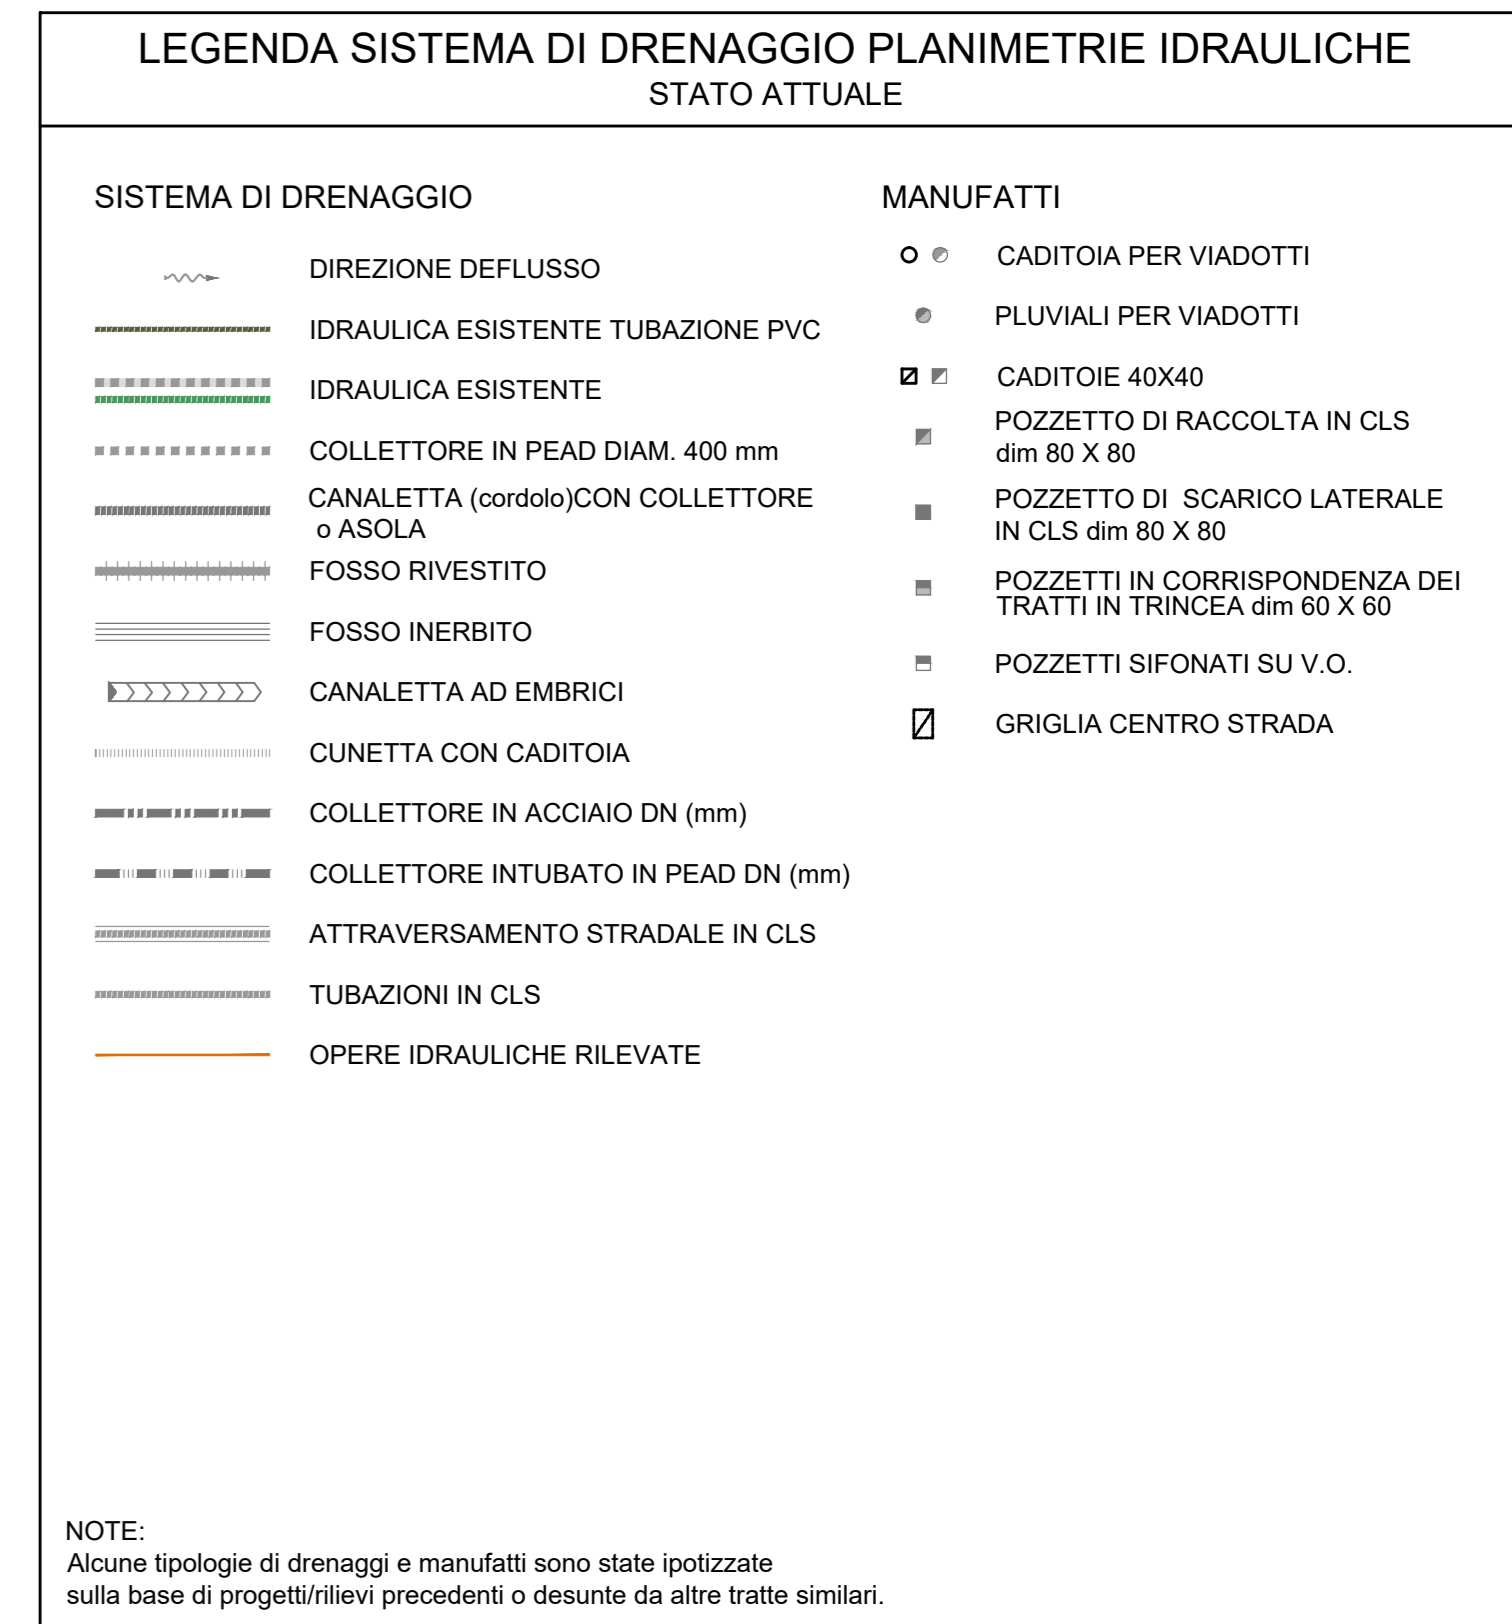 LEGENDA SISTEMA DI DRENAGGIO PLANIMETRIE IDRAULICHE
STATO ATTUALE
SISTEMA DI DRENAGGIO
DIREZIONE DEFLUSSO
IDRAULICA ESISTENTE TUBAZIONE PVC
IDRAULICA ESISTENTE
COLLETTORE IN PEAD DIAM. 400 mm
CANALETTA (cordolo)CON COLLETTORE
o ASOLA
FOSSO RIVESTITO
FOSSO INERBITO
CANALETTA AD EMBRICI
CUNETTA CON CADITOIA
COLLETTORE IN ACCIAIO DN (mm)
COLLETTORE INTUBATO IN PEAD DN (mm)
ATTRAVERSAMENTO STRADALE IN CLS
TUBAZIONI IN CLS
OPERE IDRAULICHE RILEVATE
MANUFATTI
CADITOIA PER VIADOTTI
PLUVIALI PER VIADOTTI
CADITOIE 40X40
POZZETTO DI RACCOLTA IN CLS
dim 80 X 80
POZZETTO DI  SCARICO LATERALE
IN CLS dim 80 X 80
POZZETTI IN CORRISPONDENZA DEI
TRATTI IN TRINCEA dim 60 X 60
POZZETTI SIFONATI SU V.O.
GRIGLIA CENTRO STRADA
NOTE:
Alcune tipologie di drenaggi e manufatti sono state ipotizzate
sulla base di progetti/rilievi precedenti o desunte da altre tratte similari.